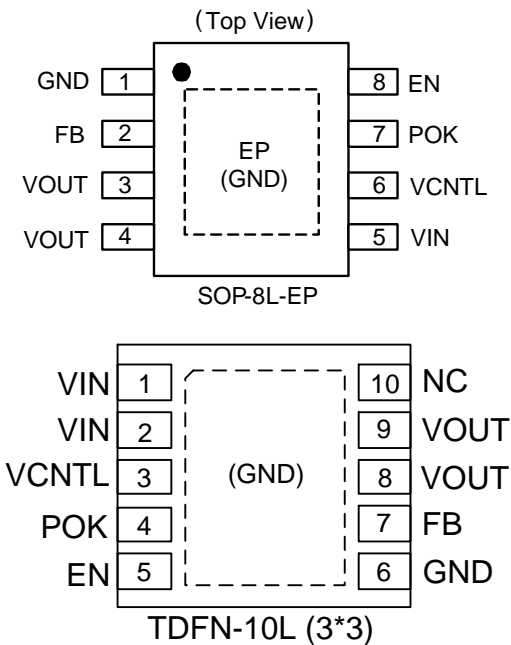 (Top View)
GND 1 8 EN
FB 2 EP 7 POK
(GND)
VOUT 3 6 VCNTL
VOUT 4 5 VIN
SOP-8L-EP
VIN 1 10 NC
VIN 2 9 VOUT
VCNTL 3 (GND) 8 VOUT
POK 4 7 FB
EN 5 6 GND
TDFN-10L (3*3)